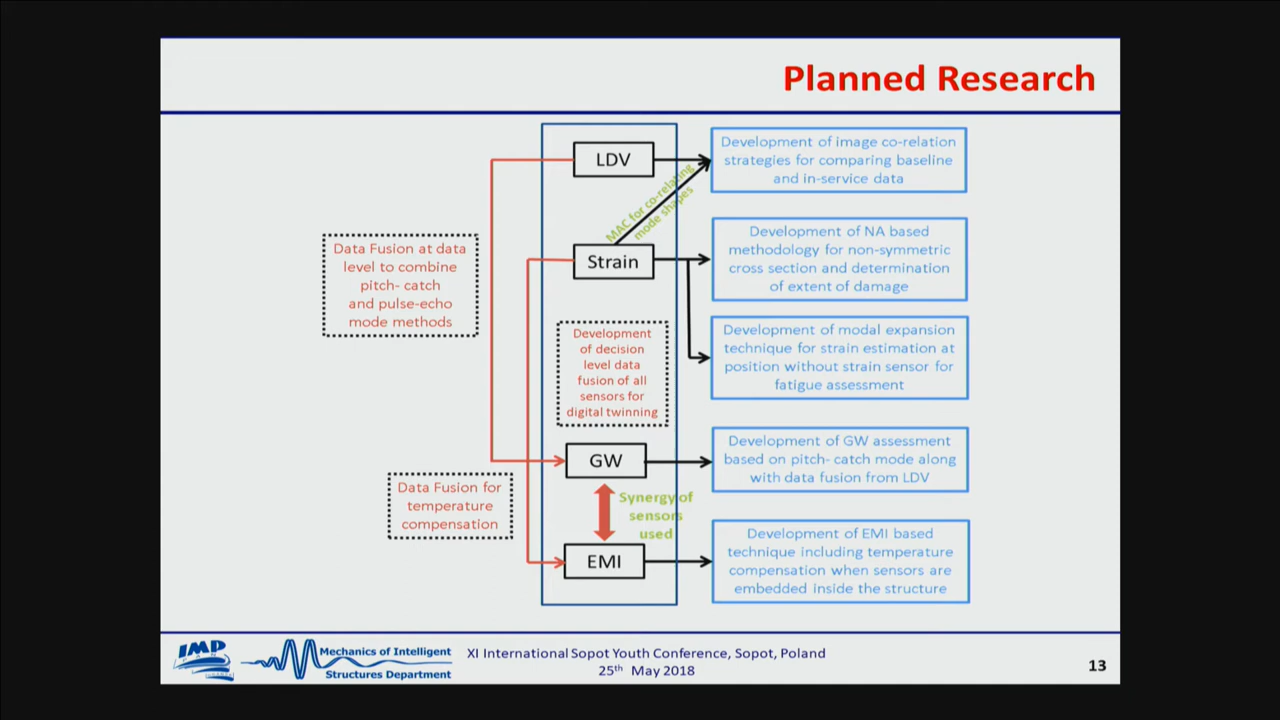 Planned Research
LDV
Development of image co-relation
strategies for comparing baseline
and in-service data
MAC for co-relating
mode shapes
Data Fusion at data
level to combine
pitch- catch
and pulse-echo
mode methods
Strain
Development of NA based
methodology for non-symmetric
cross section and determination
of extent of damage
Development
of decision
level data
fusion of all
sensors for
digital twinning
Development of modal expansion
technique for strain estimation at
position without strain sensor for
fatigue assessment
GW
Development of GW assessment
based on pitch- catch mode along
with data fusion from LDV
Data Fusion for
temperature
compensation
Synergy of
sensors
used
EMI
Development of EMI based
technique including temperature
compensation when sensors are
embedded inside the structure
IMP
Mechanics of Intelligent
Structures Department
XI International Sopot Youth Conference, Sopot, Poland
25th May 2018
13